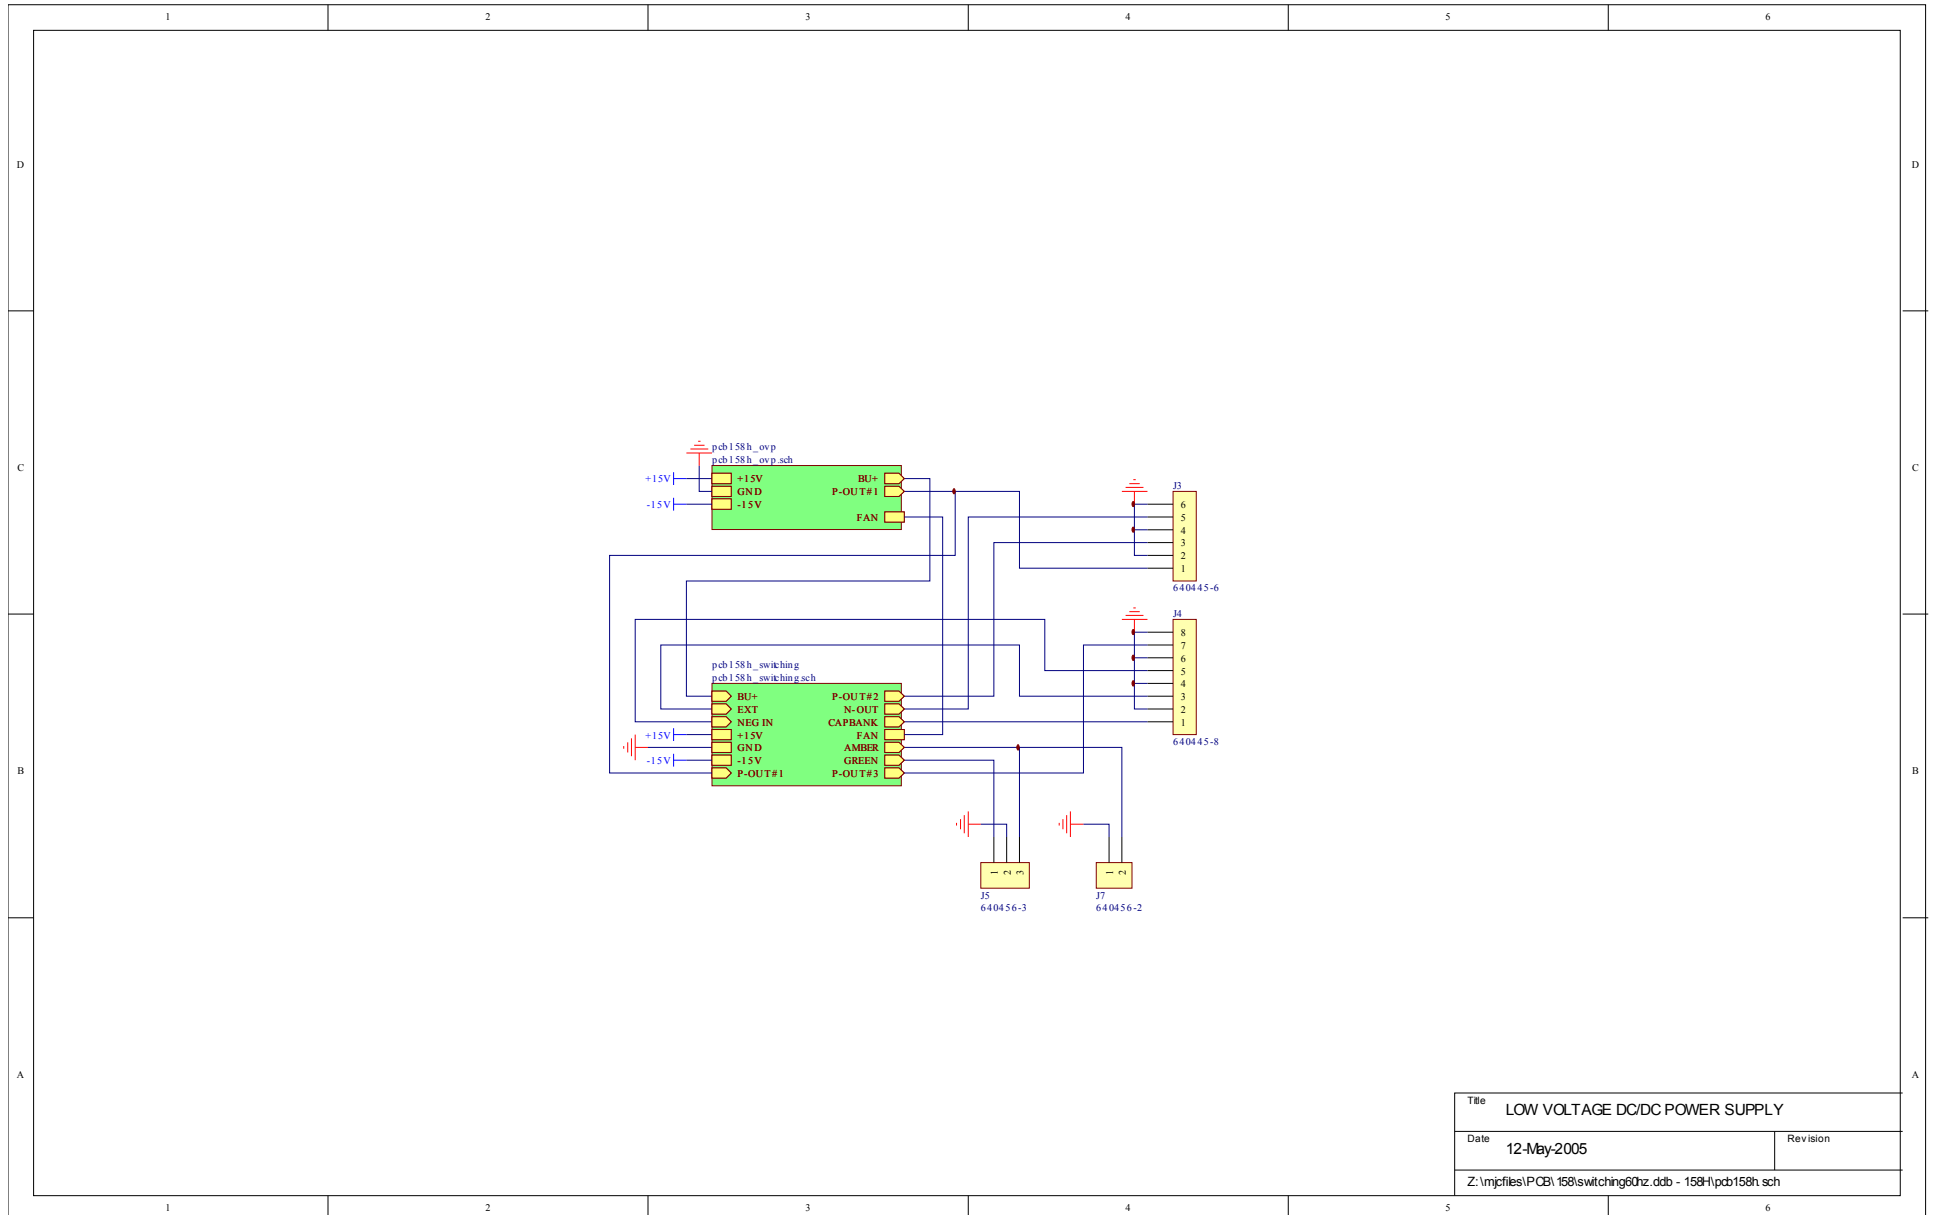 1 2 3 4 5 6
D D
C C
B B
A A
pcb158h_ovp
pcb158h_ovp.sch
+15V +15V BU+
GND P-OUT#1
-15V -15V
FAN
J3
6
5
4
3
2
1
640445-6
J4
8
7
6
5
4
3
2
1
640445-8
pcb158h_switching
pcb158h_switching.sch
BU+ P-OUT#2
EXT N-OUT
NEG IN CAPBANK
+15V +15V FAN
GND AMBER
-15V -15V GREEN
P-OUT#1 P-OUT#3
1 2 3
J5
640456-3
1 2
J7
640456-2
Title LOW VOLTAGE DC/DC POWER SUPPLY
Date 12-May-2005 Revision
Z:\mjcfiles\PCB\158\switching60hz.ddb - 158H\pcb158h.sch
1 2 3 4 5 6